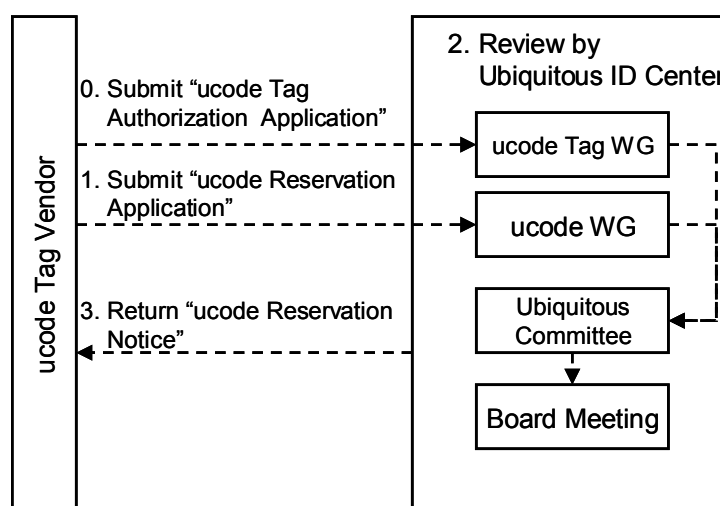 2. Review by
Ubiquitous ID Center
0. Submit “ucode Tag
Authorization Application”
ucode Tag WG
1. Submit “ucode Reservation
Application”
ucode WG
ucode Tag Vendor
3. Return “ucode Reservation
Notice”
Ubiquitous
Committee
Board Meeting